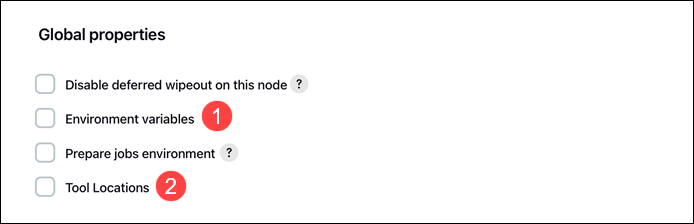 Global properties
Disable deferred wipeout on this node ?
Environment variables 1
Prepare jobs environment ?
Tool Locations 2